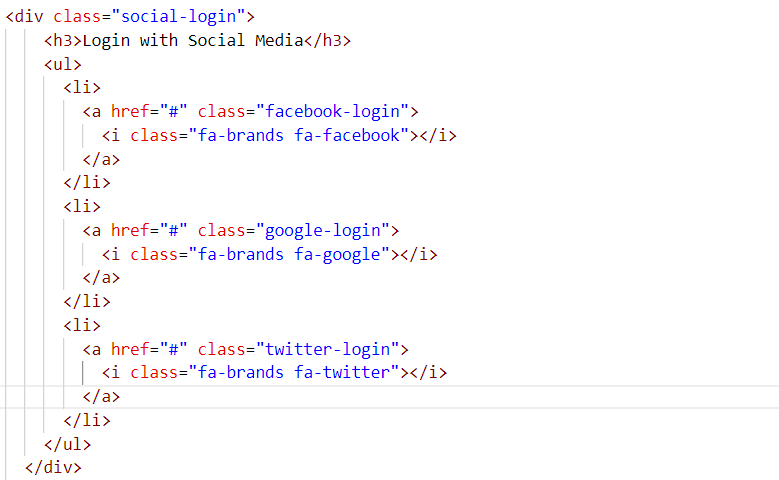 <div class="social-login">
<h3>Login with Social Media</h3>
<ul>
<li>
<a href="#" class="facebook-login">
<i class="fa-brands fa-facebook"></i>
</a>
</li>
<li>
<a href="#" class="google-login">
<i class="fa-brands fa-google"></i>
</a>
</li>
<li>
<a href="#" class="twitter-login">
<i class="fa-brands fa-twitter"></i>
</a>
</li>
</ul>
</div>